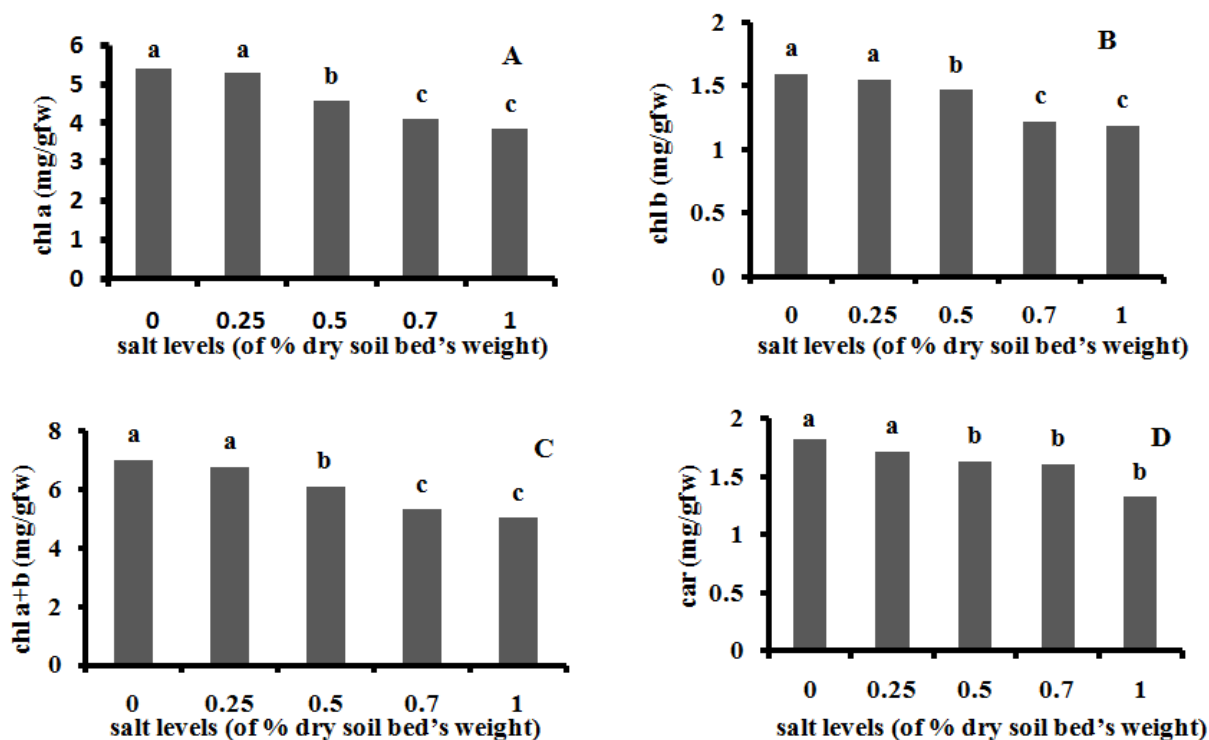 6
5
4
3
2
1
0
chl a (mg/gfw)
a a b c c
A
0 0.25 0.5 0.7 1
salt levels (of % dry soil bed’s weight)
2
1.5
1
0.5
0
chl b (mg/gfw)
a a b c c
B
0 0.25 0.5 0.7 1
salt levels (of % dry soil bed’s weight)
8
6
4
2
0
chl a+b (mg/gfw)
a a b c c
C
0 0.25 0.5 0.7 1
salt levels (of % dry soil bed’s weight)
2
1.5
1
0.5
0
car (mg/gfw)
a a b b b
D
0 0.25 0.5 0.7 1
salt levels (of % dry soil bed’s weight)